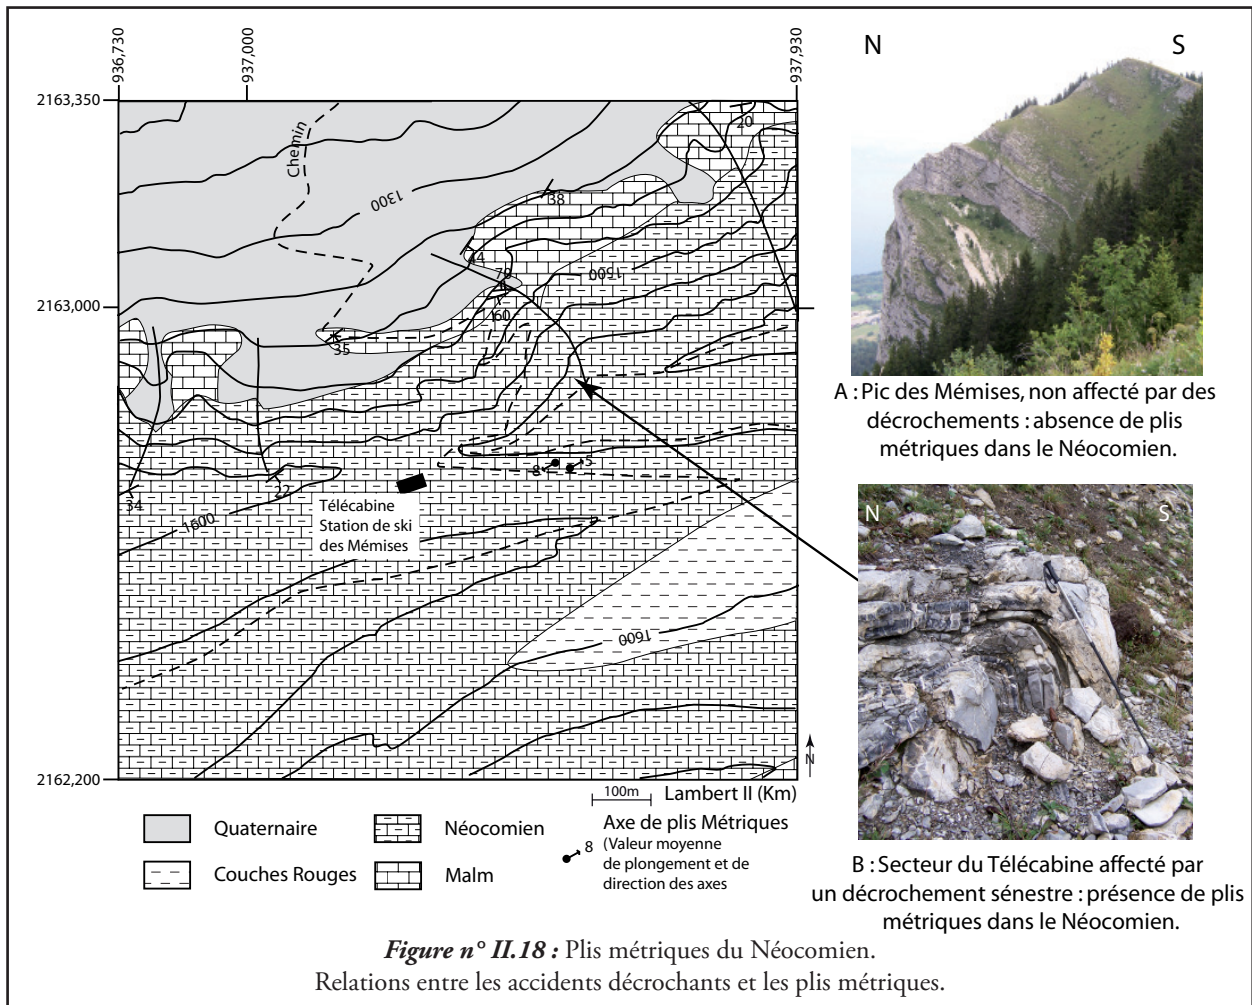 936,730
937,000
937,930
2163,350
2163,000
2162,200
Chemin
1300
20
38
44
70
1500
60
35
34
22
8
5
1600
Télécabine
Station de ski
des Mémises
1600
N
100m
Lambert II (Km)
Quaternaire
Néocomien
Couches Rouges
Malm
8
Axe de plis Métriques
(Valeur moyenne
de plongement et de
direction des axes
N
S
A : Pic des Mémises, non affecté par des
décrochements : absence de plis
métriques dans le Néocomien.
N
S
B : Secteur du Télécabine affecté par
un décrochement sénestre : présence de plis
métriques dans le Néocomien.
Figure n° II.18 : Plis métriques du Néocomien.
Relations entre les accidents décrochants et les plis métriques.